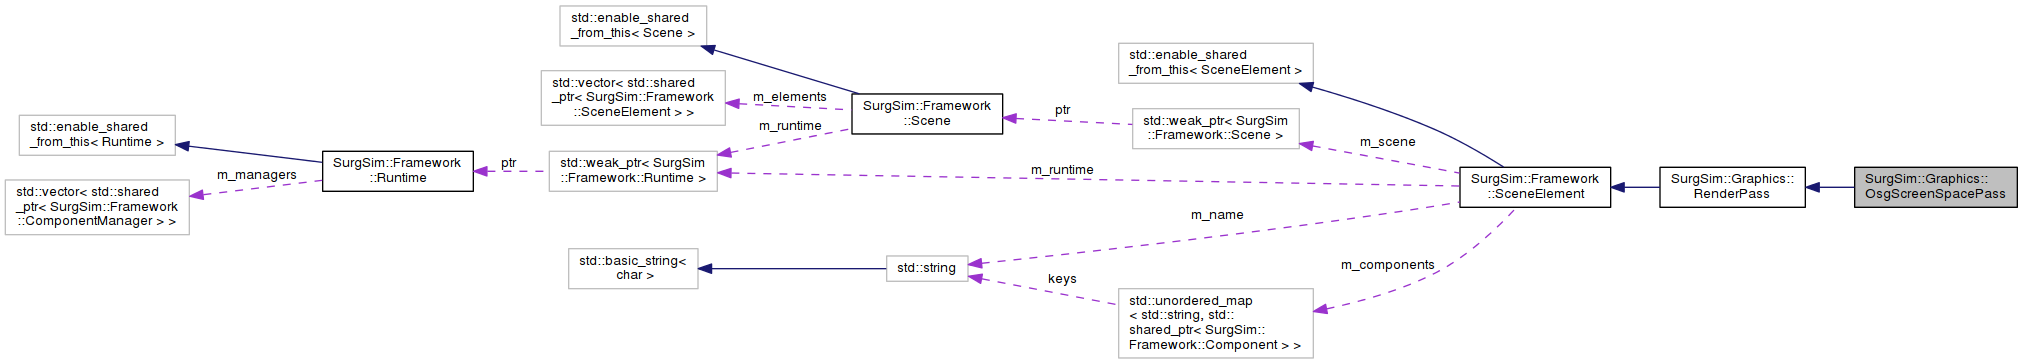 std::enable_shared
_from_this< Scene >
std::enable_shared
_from_this< SceneElement >
std::vector< std::shared
_ptr< SurgSim::Framework
::SceneElement > >
m_elements
SurgSim::Framework
::Scene
ptr
std::weak_ptr< SurgSim
::Framework::Scene >
m_scene
std::enable_shared
_from_this< Runtime >
m_runtime
SurgSim::Framework
::Runtime
ptr
std::weak_ptr< SurgSim
::Framework::Runtime >
m_runtime
m_managers
std::vector< std::shared
_ptr< SurgSim::Framework
::ComponentManager > >
SurgSim::Framework
::SceneElement
SurgSim::Graphics::
RenderPass
SurgSim::Graphics::
OsgScreenSpacePass
m_name
std::basic_string<
char >
std::string
m_components
keys
std::unordered_map
< std::string, std::
shared_ptr< SurgSim::
Framework::Component > >